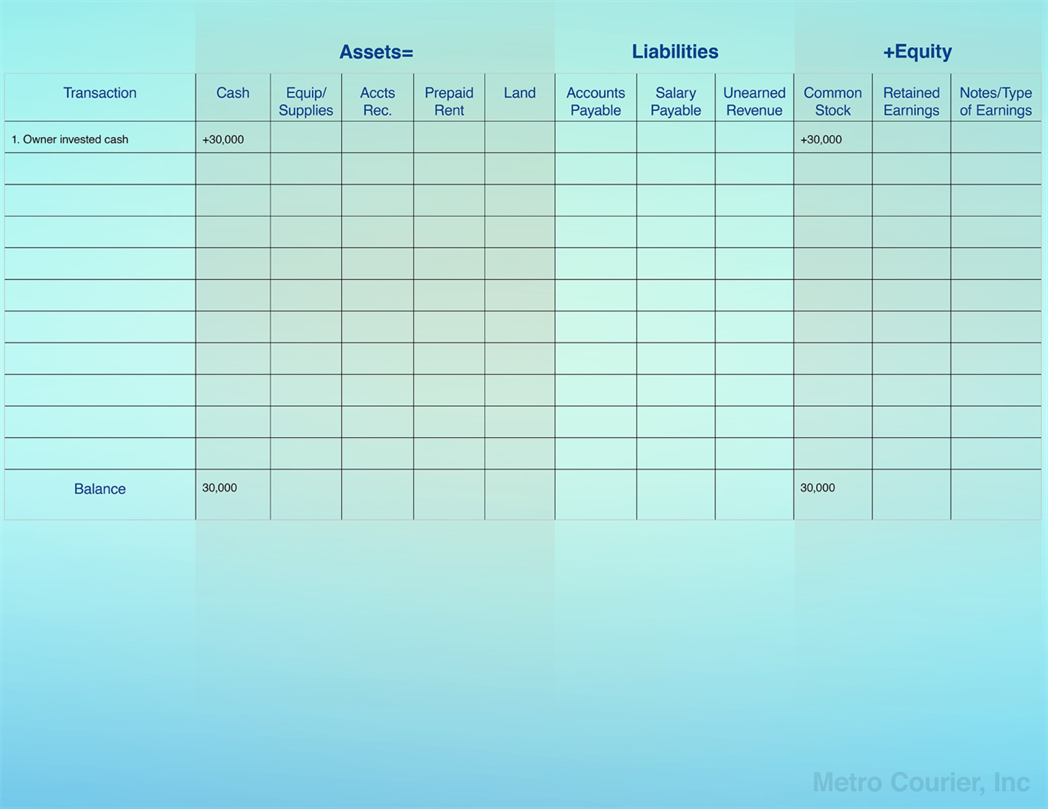 Assets= Liabilities +Equity
Transaction Cash Equip/ Supplies Accts Rec. Prepaid Rent Land Accounts Payable Salary Payable Unearned Revenue Common Stock Retained Earnings Notes/Type of Earnings
1. Owner invested cash +30,000 +30,000
Balance 30,000 30,000
Metro Courier, Inc